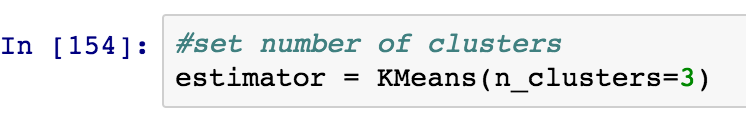 In [154]: #set number of clusters
estimator = KMeans(n_clusters=3)